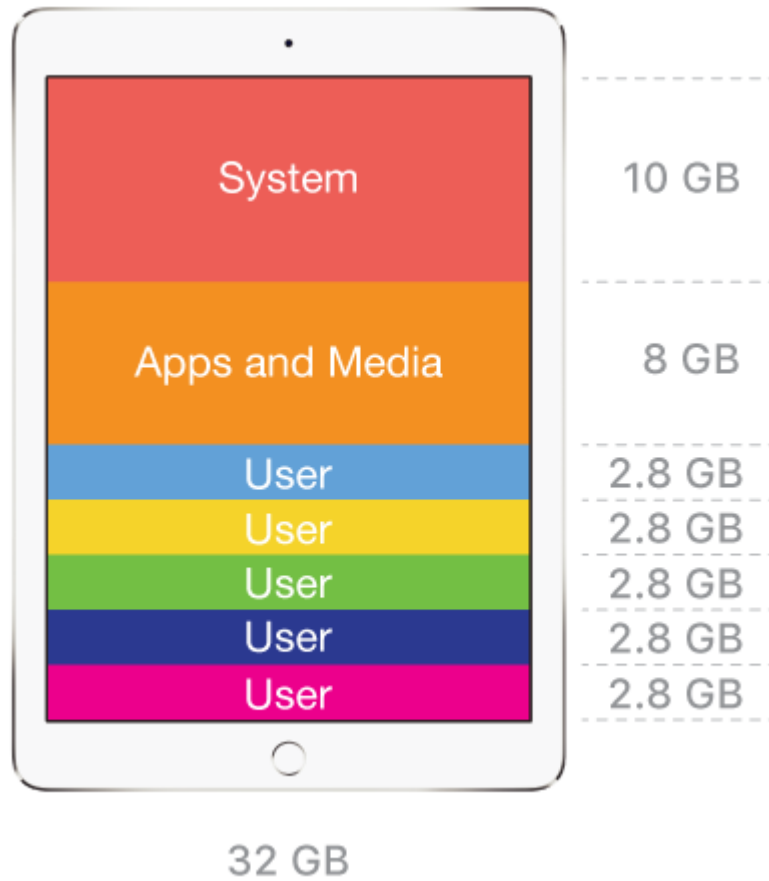 System
10 GB
Apps and Media
8 GB
User
2.8 GB
User
2.8 GB
User
2.8 GB
User
2.8 GB
User
2.8 GB
32 GB